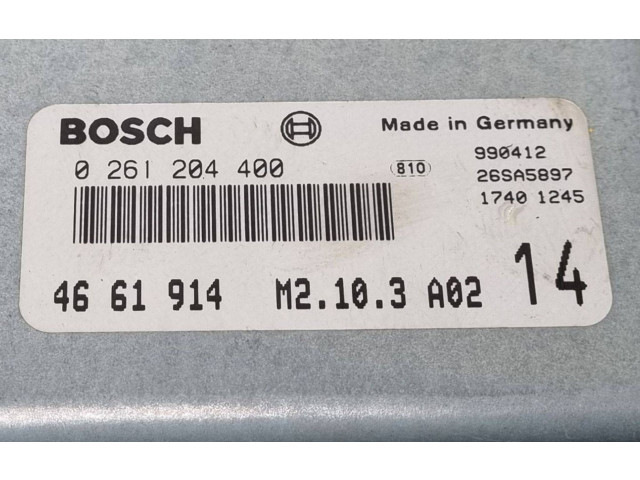 BOSCH Made in Germany
0 261 204 400 810 990412
26SA5897
1740 1245
46 61 914 M2.10.3 A02 14